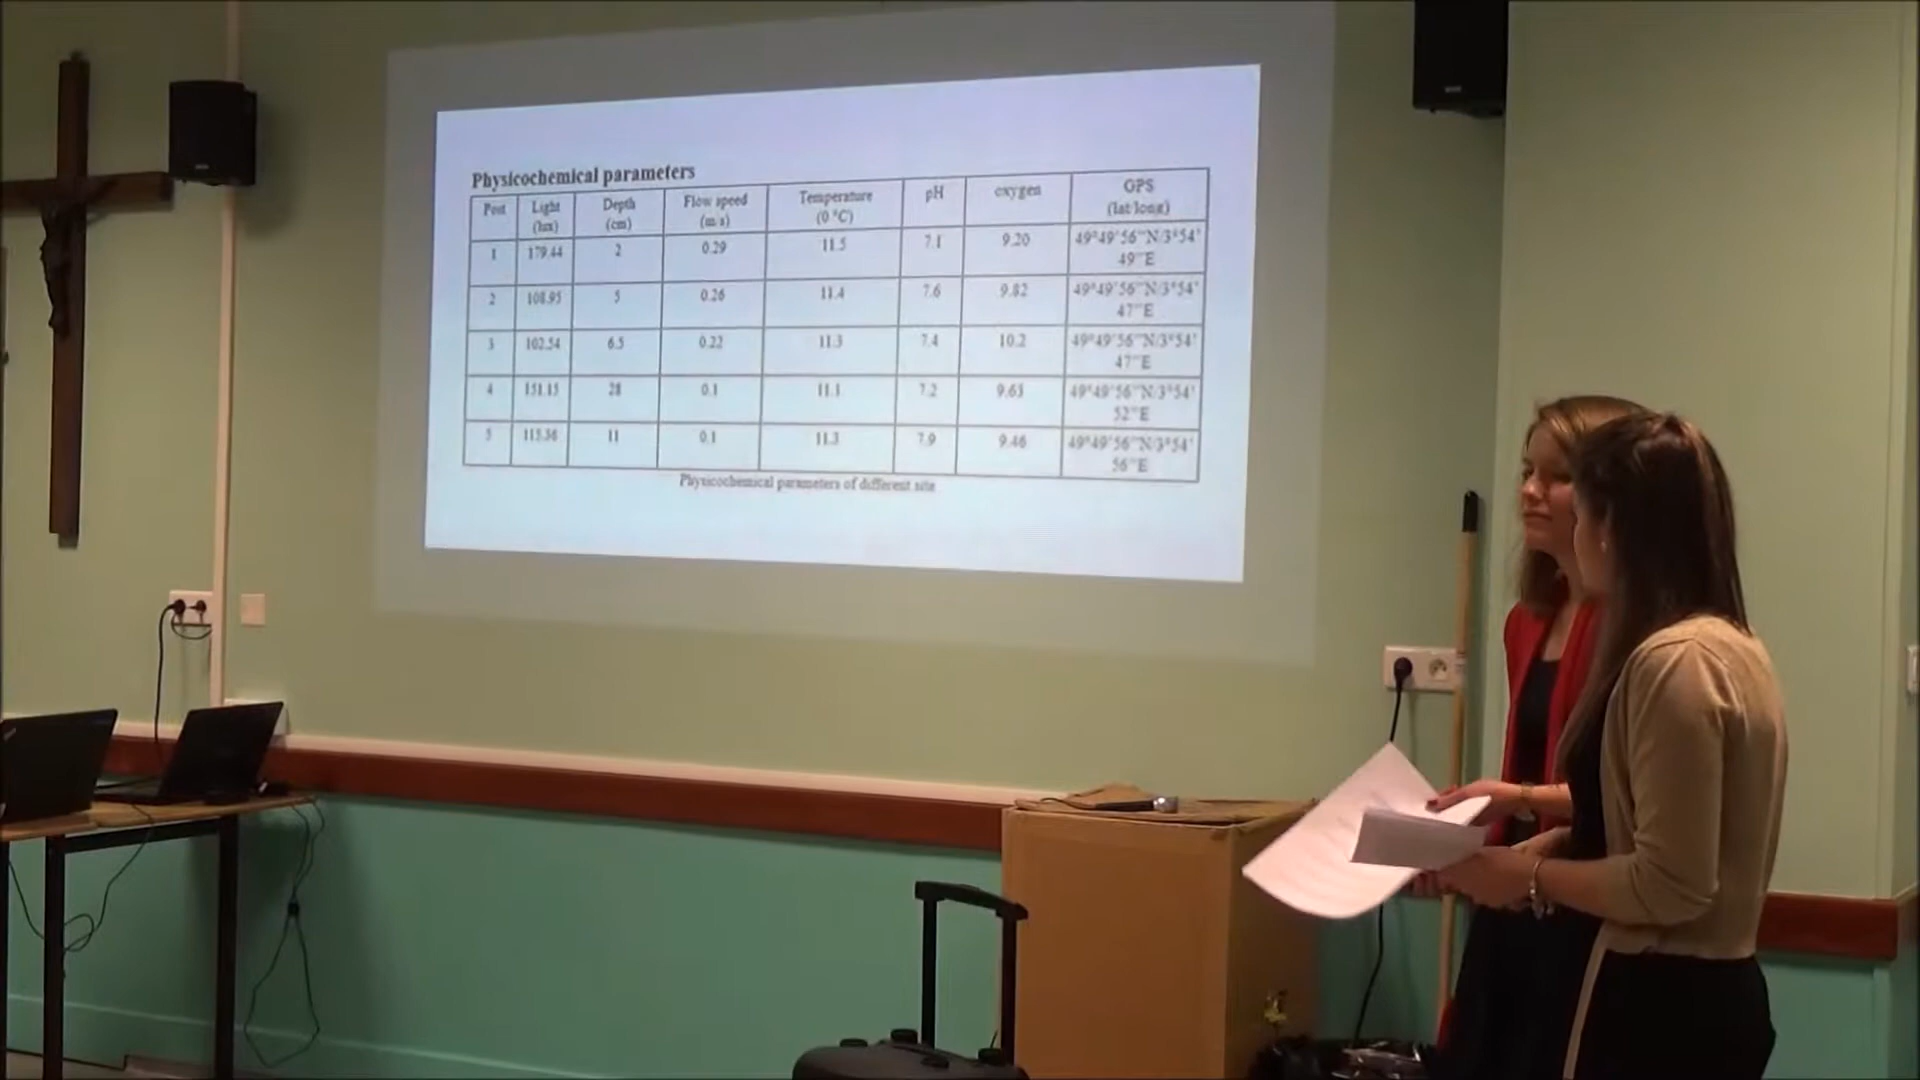 Physicochemical parameters
Post Light (lux) Depth (cm) Flow speed (m/s) Temperature (0 °C) pH oxygen GPS (lat/long)
1 179.44 2 0.29 11.5 7.1 9.20 49°49'56"N/3°54'49"E
2 108.95 5 0.26 11.4 7.6 9.82 49°49'56"N/3°54'47"E
3 102.54 6.5 0.22 11.3 7.4 10.2 49°49'56"N/3°54'47"E
4 151.15 28 0.1 11.1 7.2 9.63 49°49'56"N/3°54'52"E
5 115.36 11 0.1 11.3 7.9 9.46 49°49'56"N/3°54'56"E
Physicochemical parameters of different site